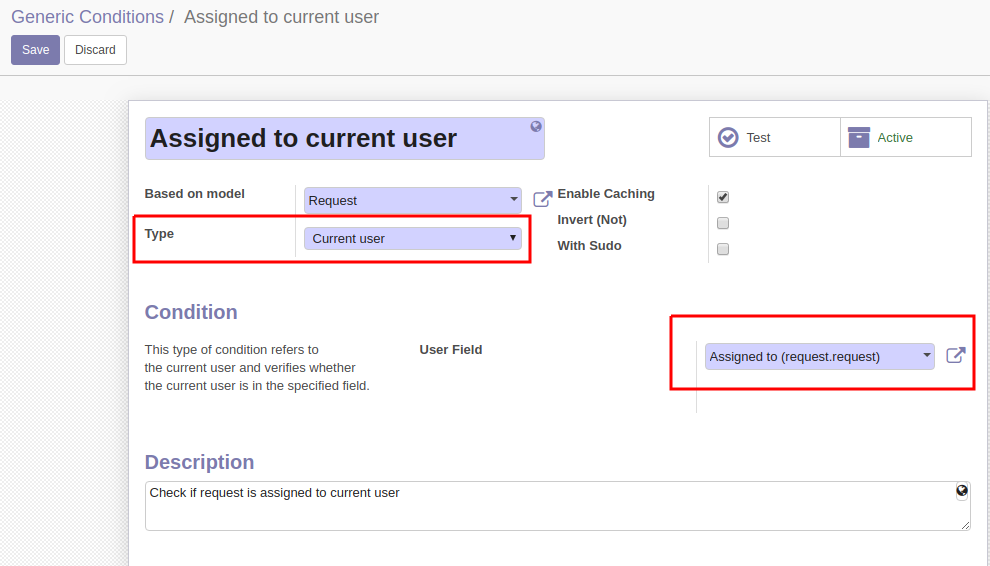 Generic Conditions / Assigned to current user
Save Discard
Assigned to current user
Test Active
Based on model Request Enable Caching
Invert (Not)
Type Current user With Sudo
Condition
This type of condition refers to
the current user and verifies whether
the current user is in the specified field.
User Field Assigned to (request.request)
Description
Check if request is assigned to current user